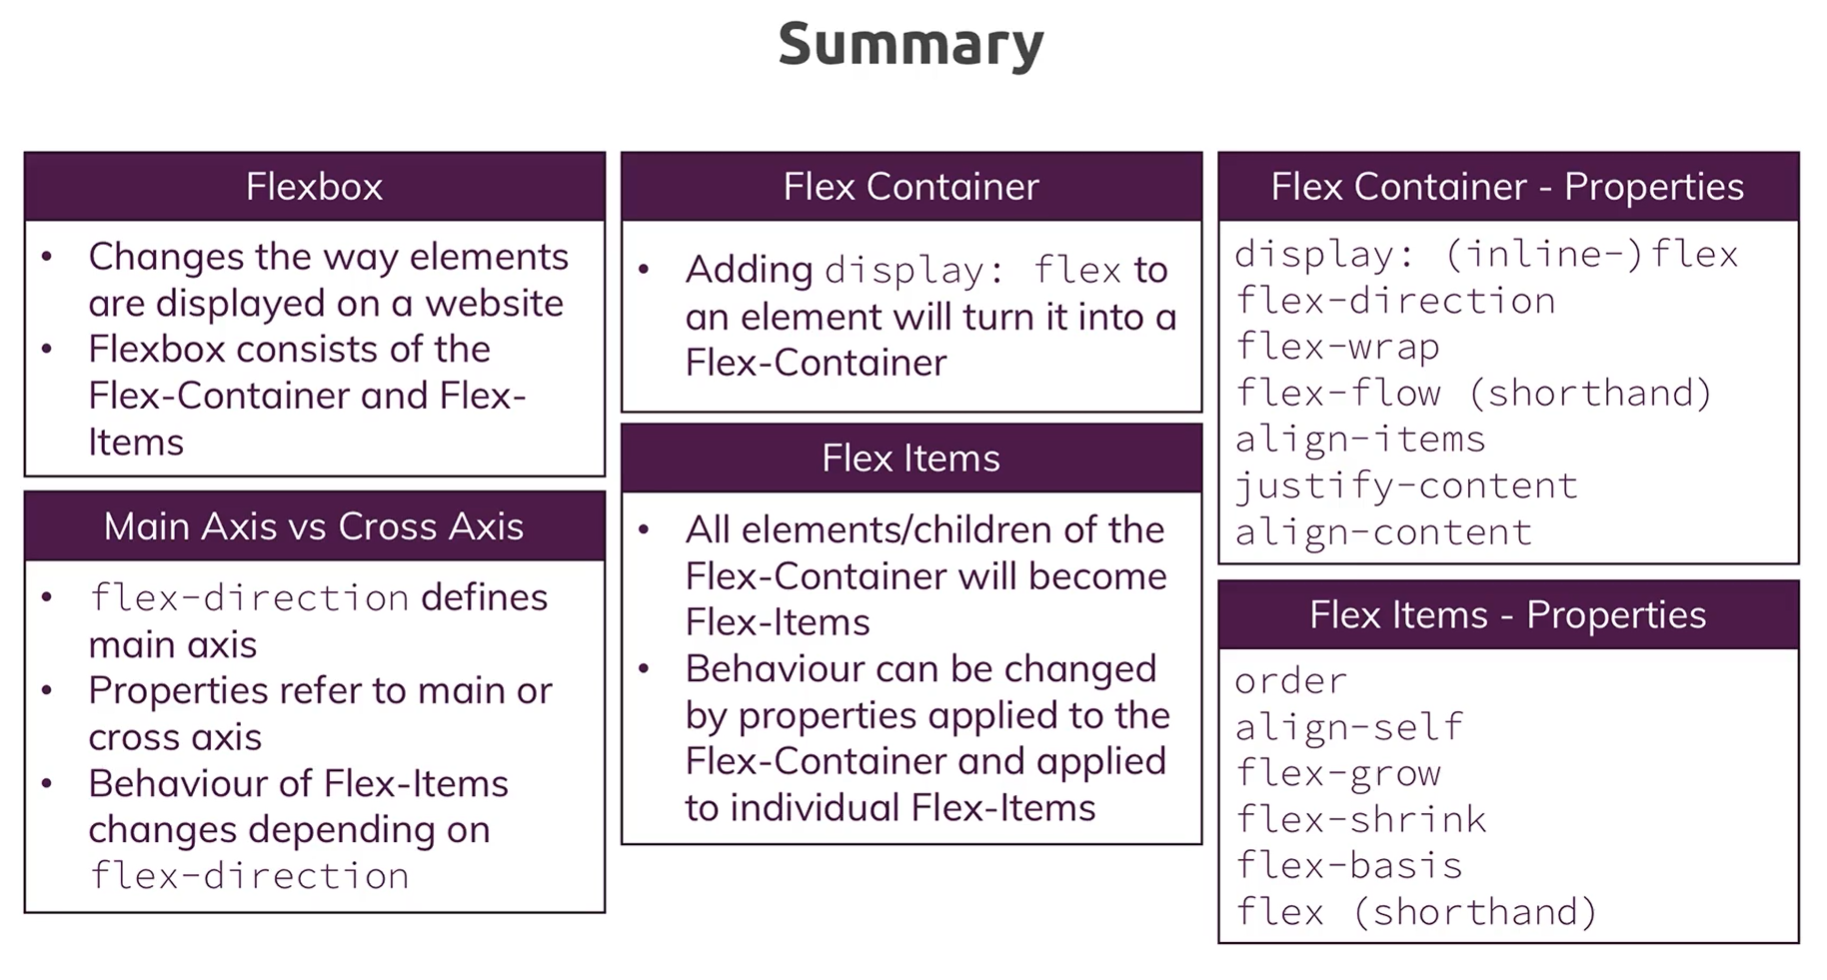 Summary
Flexbox
• Changes the way elements
are displayed on a website
• Flexbox consists of the
Flex-Container and Flex-
Items
Main Axis vs Cross Axis
• flex-direction defines
main axis
• Properties refer to main or
cross axis
• Behaviour of Flex-Items
changes depending on
flex-direction
Flex Container
• Adding display: flex to
an element will turn it into a
Flex-Container
Flex Items
• All elements/children of the
Flex-Container will become
Flex-Items
• Behaviour can be changed
by properties applied to the
Flex-Container and applied
to individual Flex-Items
Flex Container - Properties
display: (inline-)flex
flex-direction
flex-wrap
flex-flow (shorthand)
align-items
justify-content
align-content
Flex Items - Properties
order
align-self
flex-grow
flex-shrink
flex-basis
flex (shorthand)